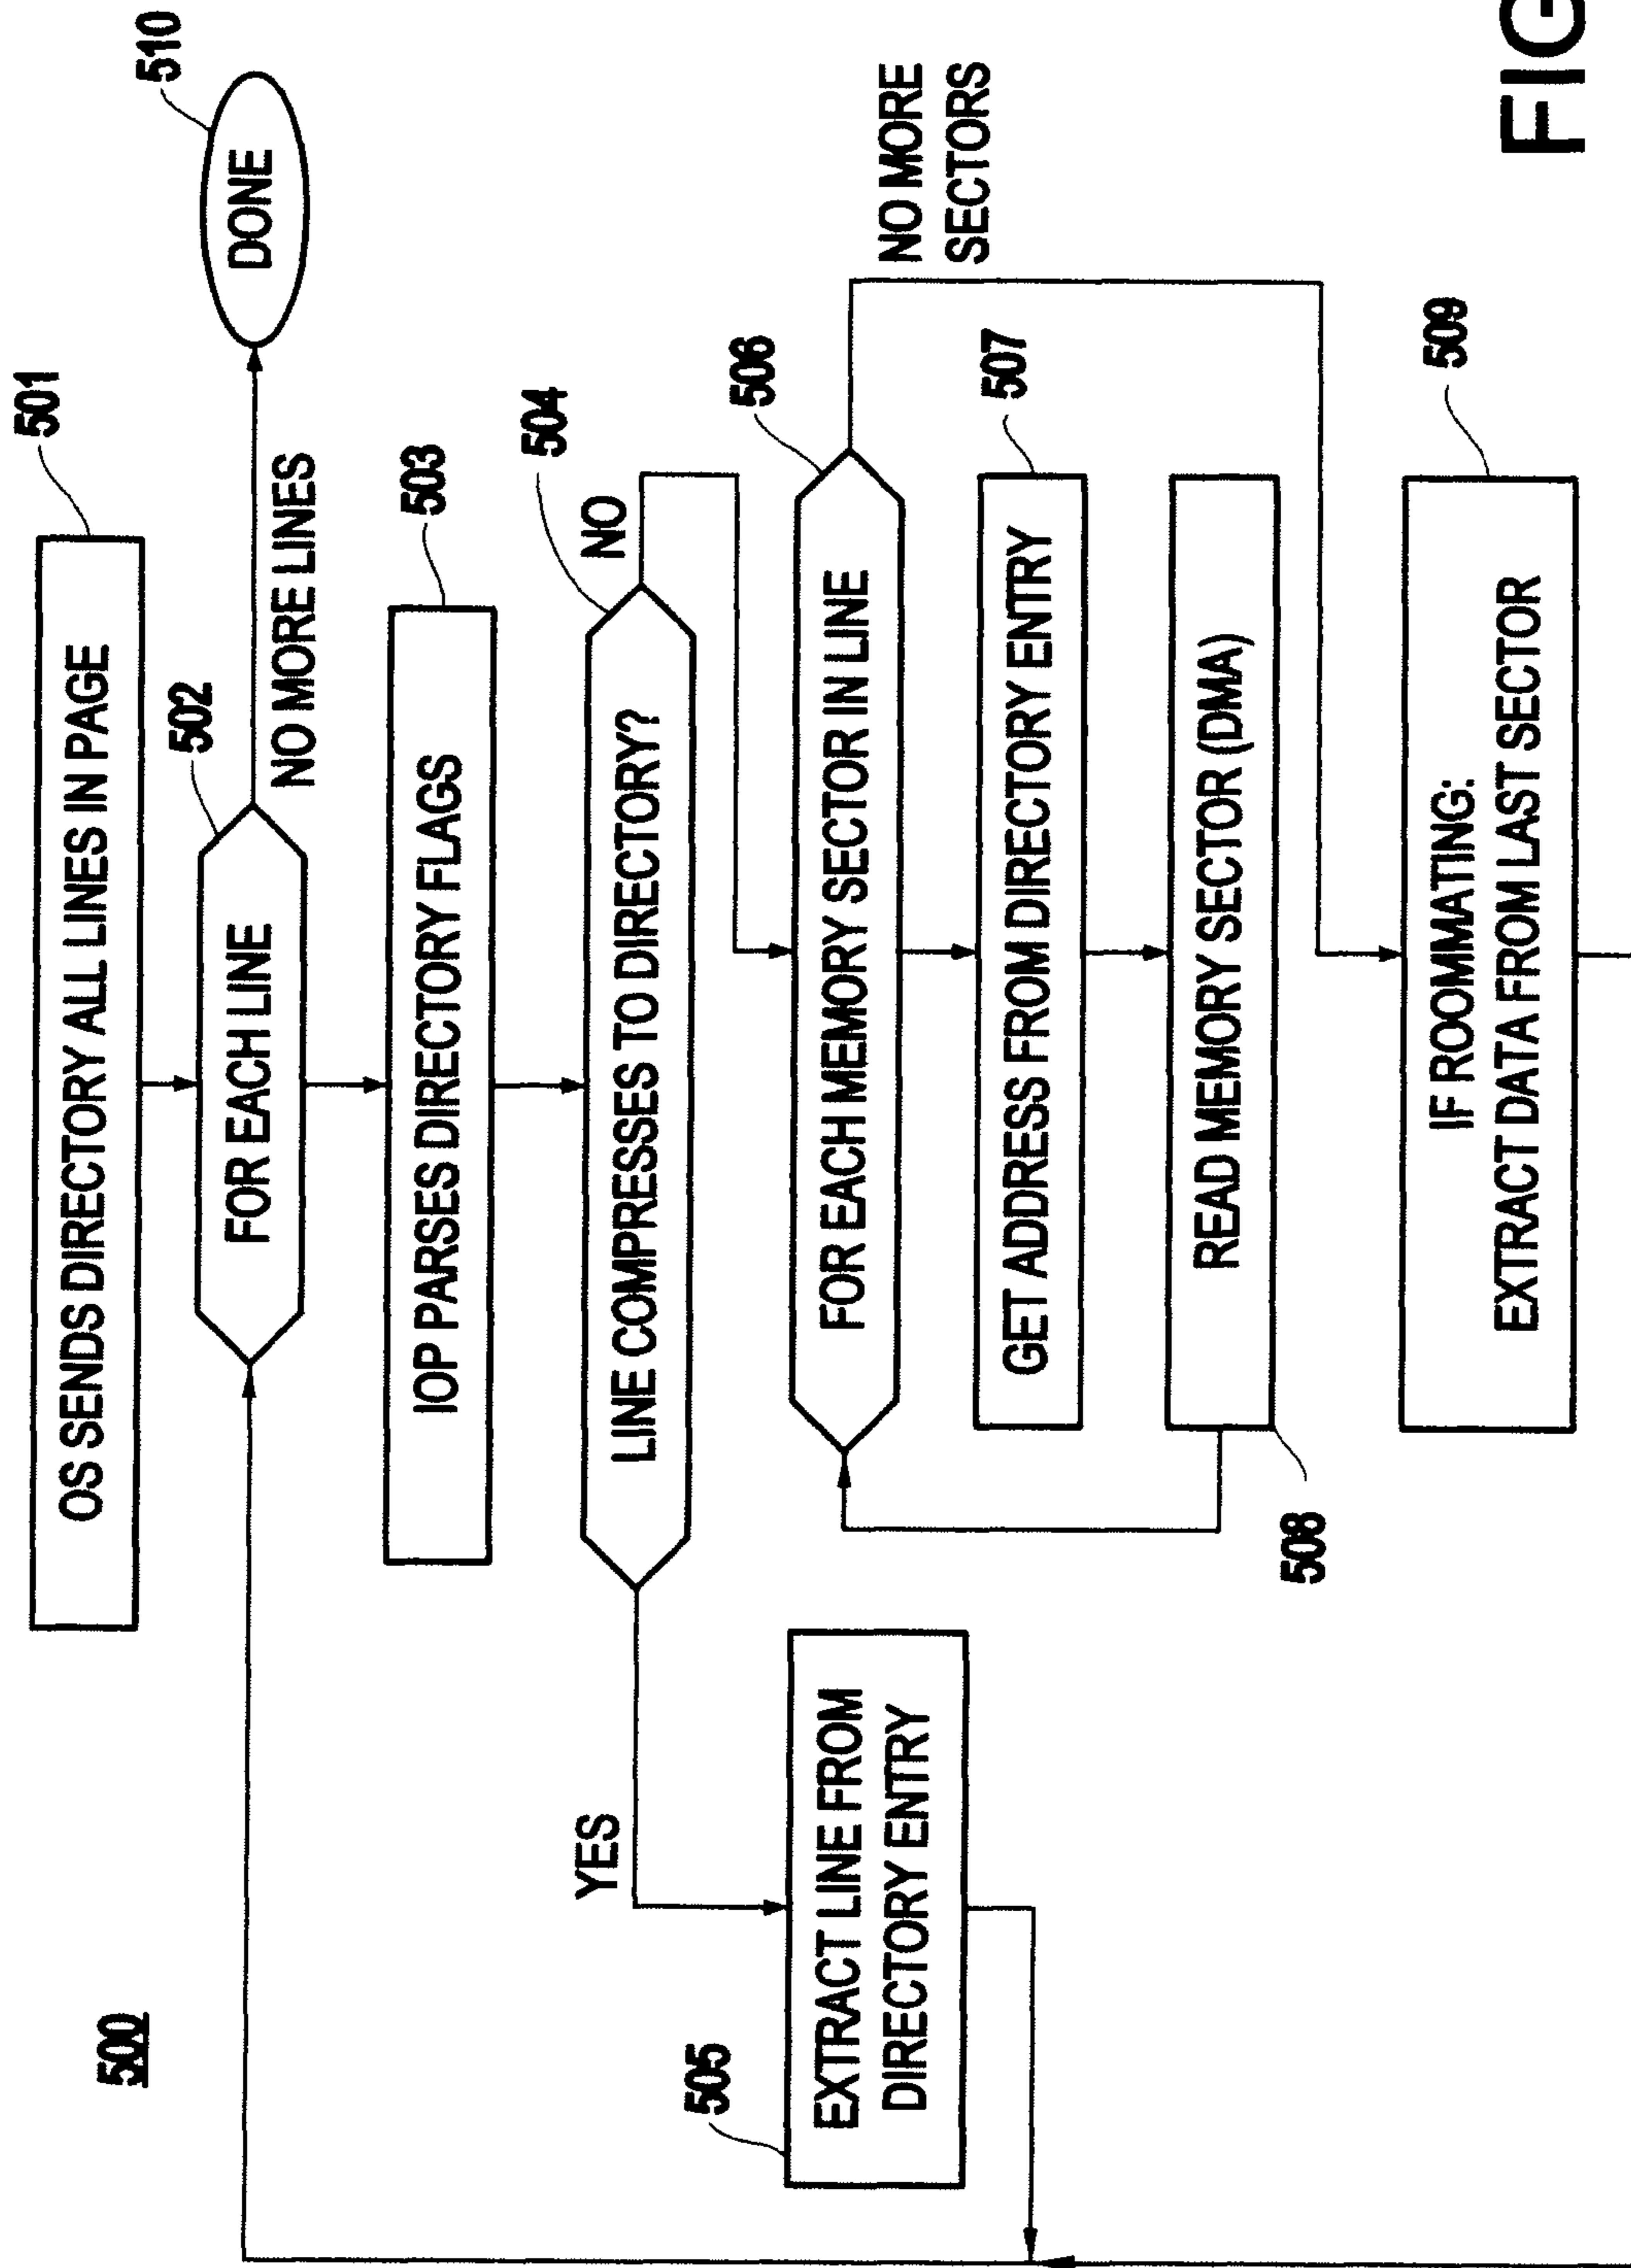 500
501
OS SENDS DIRECTORY ALL LINES IN PAGE
502
FOR EACH LINE
NO MORE LINES
510
DONE
503
IOP PARSES DIRECTORY FLAGS
504
LINE COMPRESSES TO DIRECTORY?
YES
NO
505
EXTRACT LINE FROM
DIRECTORY ENTRY
506
FOR EACH MEMORY SECTOR IN LINE
NO MORE
SECTORS
507
GET ADDRESS FROM DIRECTORY ENTRY
READ MEMORY SECTOR (DMA)
508
509
IF ROOMMATING:
EXTRACT DATA FROM LAST SECTOR
FIG